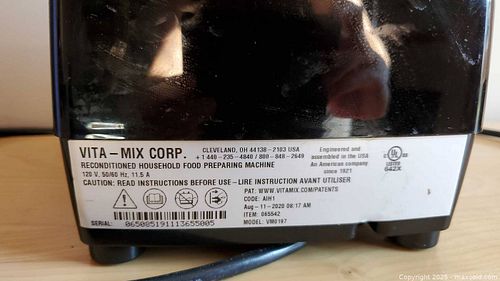 VITA-MIX CORP. CLEVELAND, OH 44138-2103 USA
+1 440-235-4840 / 800-848-2649
RECONDITIONED HOUSEHOLD FOOD PREPARING MACHINE
120 V, 50/60 Hz, 11.5 A
Engineered and
assembled in the USA
An American company
since 1921
UL
LISTED
642X
CAUTION: READ INSTRUCTIONS BEFORE USE – LIRE INSTRUCTION AVANT UTILISER
PAT: WWW.VITAMIX.COM/PATENTS
CODE: AIH1
Aug-11-2020 08:17 AM
ITEM: 065542
MODEL: VM0197
SERIAL: 065085191113655005
Copyright © 2025 - maxsold.com